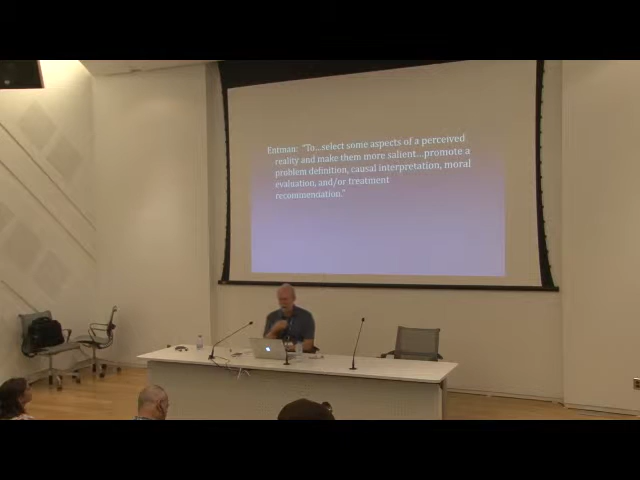 Entman:  "To...select some aspects of a perceived
reality and make them more salient...promote a
problem definition, causal interpretation, moral
evaluation, and/or treatment
recommendation."